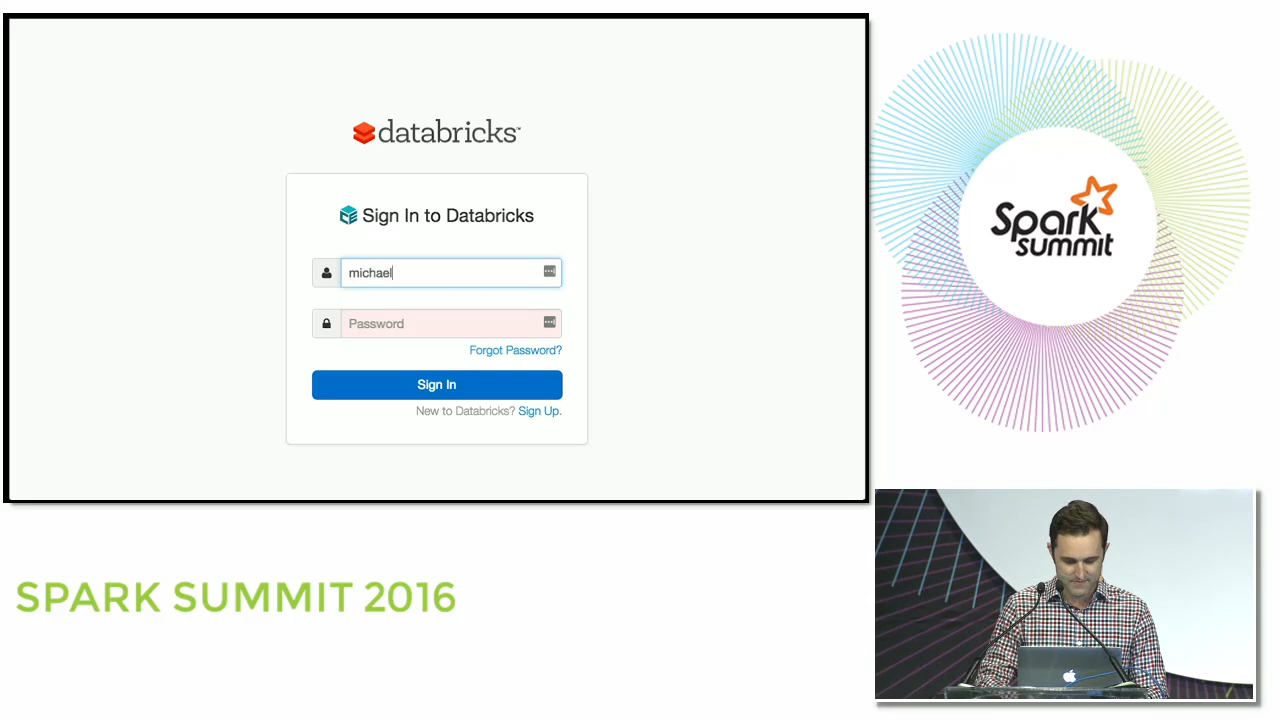 databricks
Sign In to Databricks
michael
Password
Forgot Password?
Sign In
New to Databricks? Sign Up.
Spark
summit
SPARK SUMMIT 2016